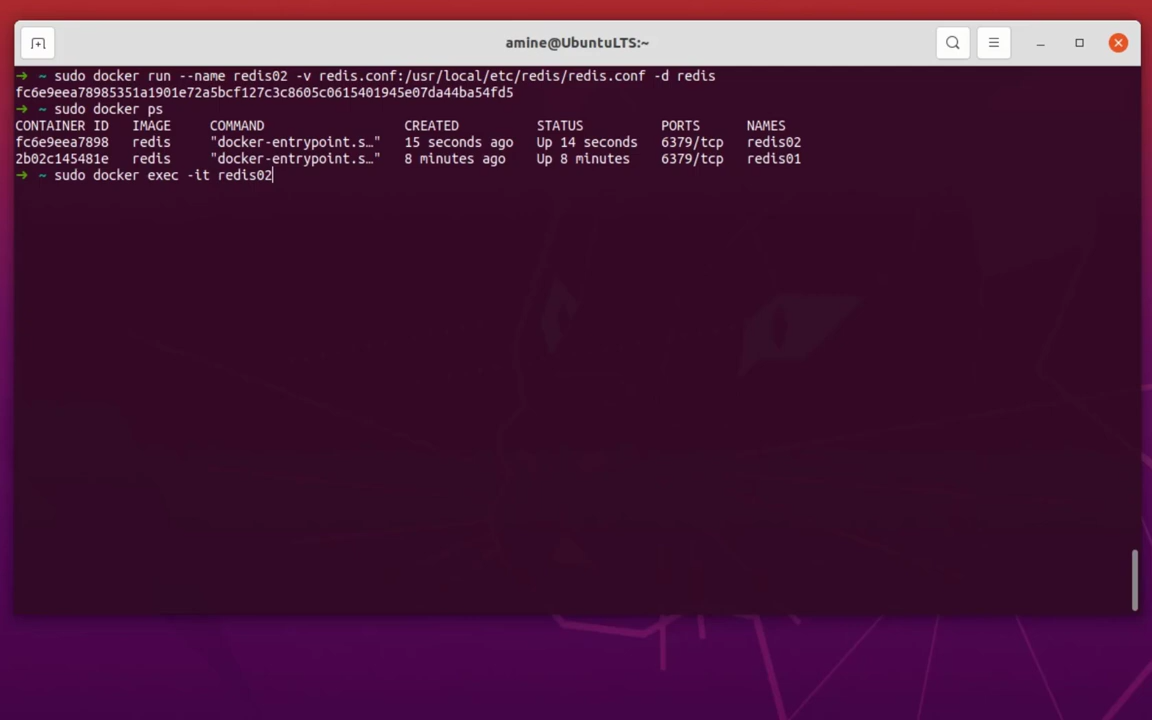 amine@UbuntuLTS:~
➜ ~ sudo docker run --name redis02 -v redis.conf:/usr/local/etc/redis/redis.conf -d redis
fc6e9eea78985351a1901e72a5bcf127c3c8605c0615401945e07da44ba54fd5
➜ ~ sudo docker ps
CONTAINER ID   IMAGE     COMMAND                  CREATED          STATUS          PORTS      NAMES
fc6e9eea7898   redis     "docker-entrypoint.s…"   15 seconds ago   Up 14 seconds   6379/tcp   redis02
2b02c145481e   redis     "docker-entrypoint.s…"   8 minutes ago    Up 8 minutes    6379/tcp   redis01
➜ ~ sudo docker exec -it redis02